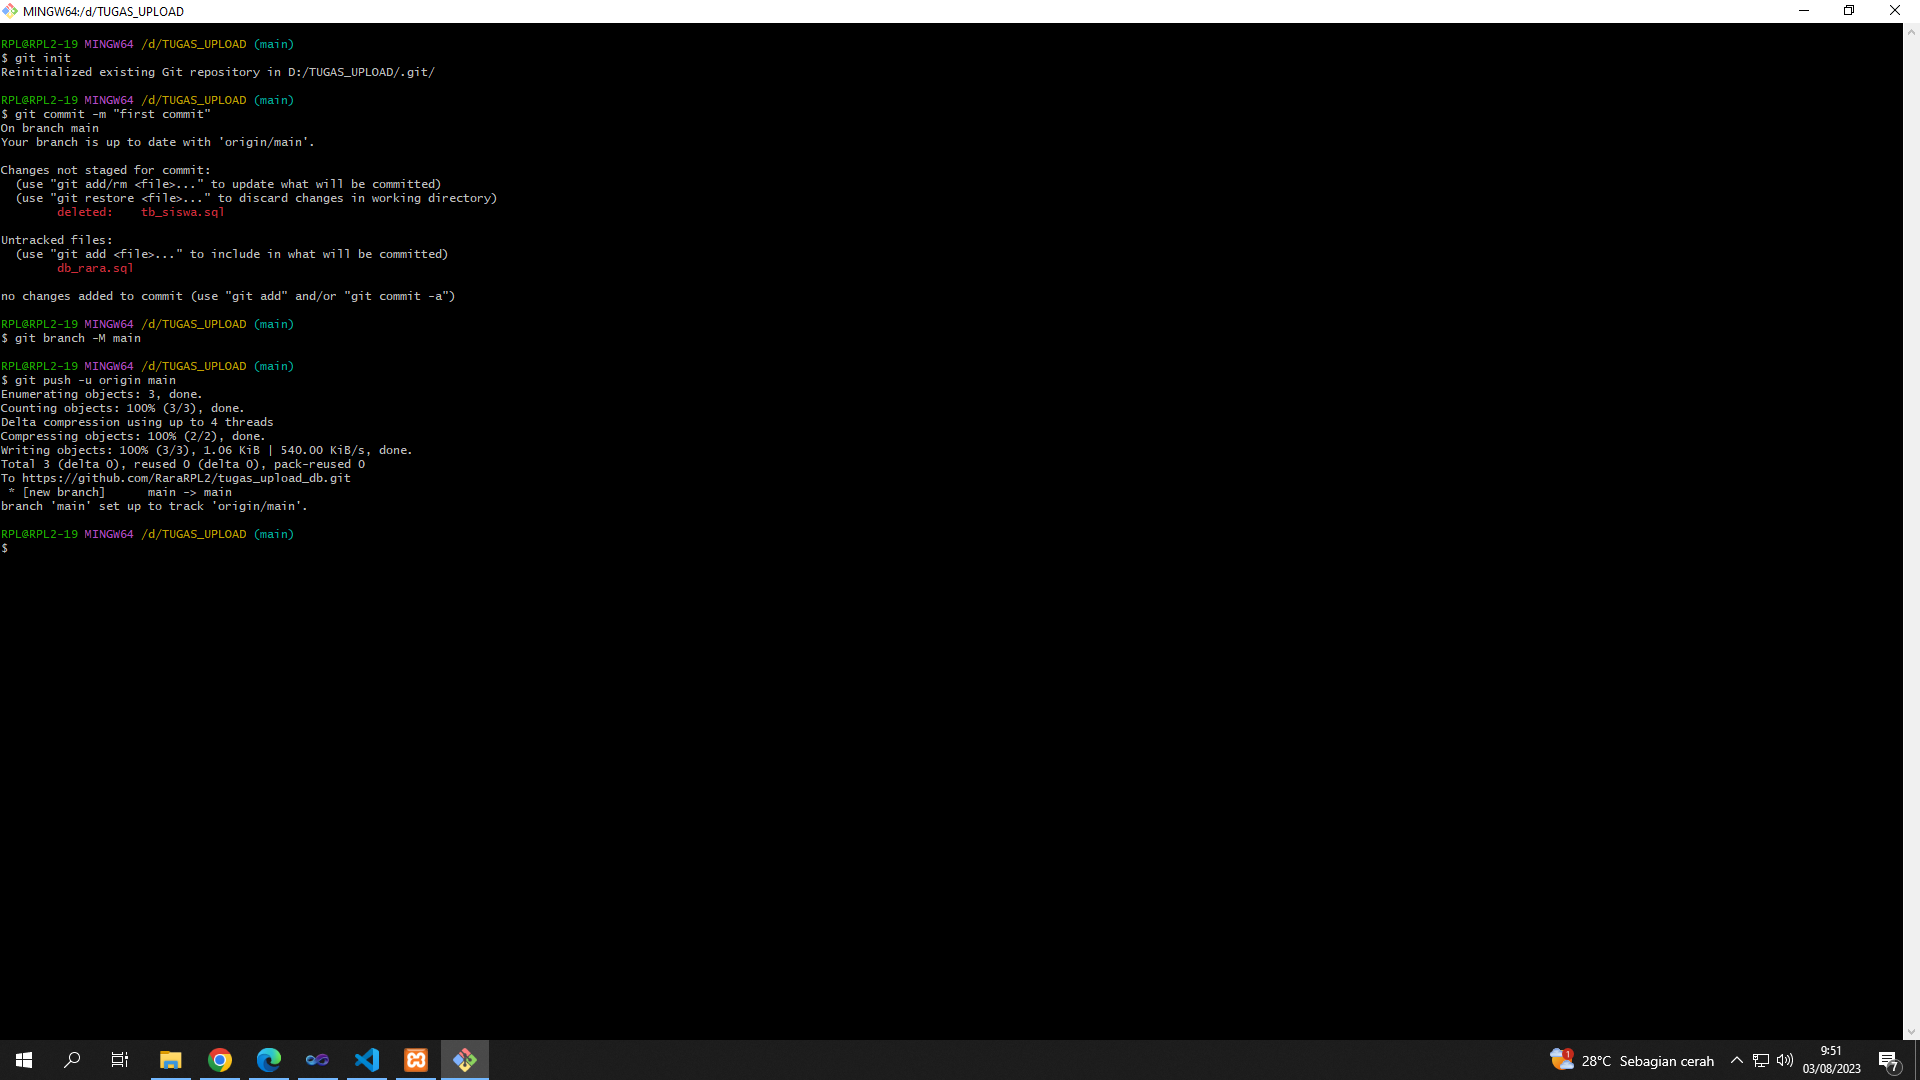 MINGW64:/d/TUGAS_UPLOAD
RPL@RPL2-19 MINGW64 /d/TUGAS_UPLOAD (main)
$ git init
Reinitialized existing Git repository in D:/TUGAS_UPLOAD/.git/
RPL@RPL2-19 MINGW64 /d/TUGAS_UPLOAD (main)
$ git commit -m "first commit"
On branch main
Your branch is up to date with 'origin/main'.
Changes not staged for commit:
(use "git add/rm <file>..." to update what will be committed)
(use "git restore <file>..." to discard changes in working directory)
deleted: tb_siswa.sql
Untracked files:
(use "git add <file>..." to include in what will be committed)
db_rara.sql
no changes added to commit (use "git add" and/or "git commit -a")
RPL@RPL2-19 MINGW64 /d/TUGAS_UPLOAD (main)
$ git branch -M main
RPL@RPL2-19 MINGW64 /d/TUGAS_UPLOAD (main)
$ git push -u origin main
Enumerating objects: 3, done.
Counting objects: 100% (3/3), done.
Delta compression using up to 4 threads
Compressing objects: 100% (2/2), done.
Writing objects: 100% (3/3), 1.06 KiB | 540.00 KiB/s, done.
Total 3 (delta 0), reused 0 (delta 0), pack-reused 0
To https://github.com/RaraRPL2/tugas_upload_db.git
* [new branch] main -> main
branch 'main' set up to track 'origin/main'.
RPL@RPL2-19 MINGW64 /d/TUGAS_UPLOAD (main)
$
1
28°C Sebagian cerah
9:51
03/08/2023
7